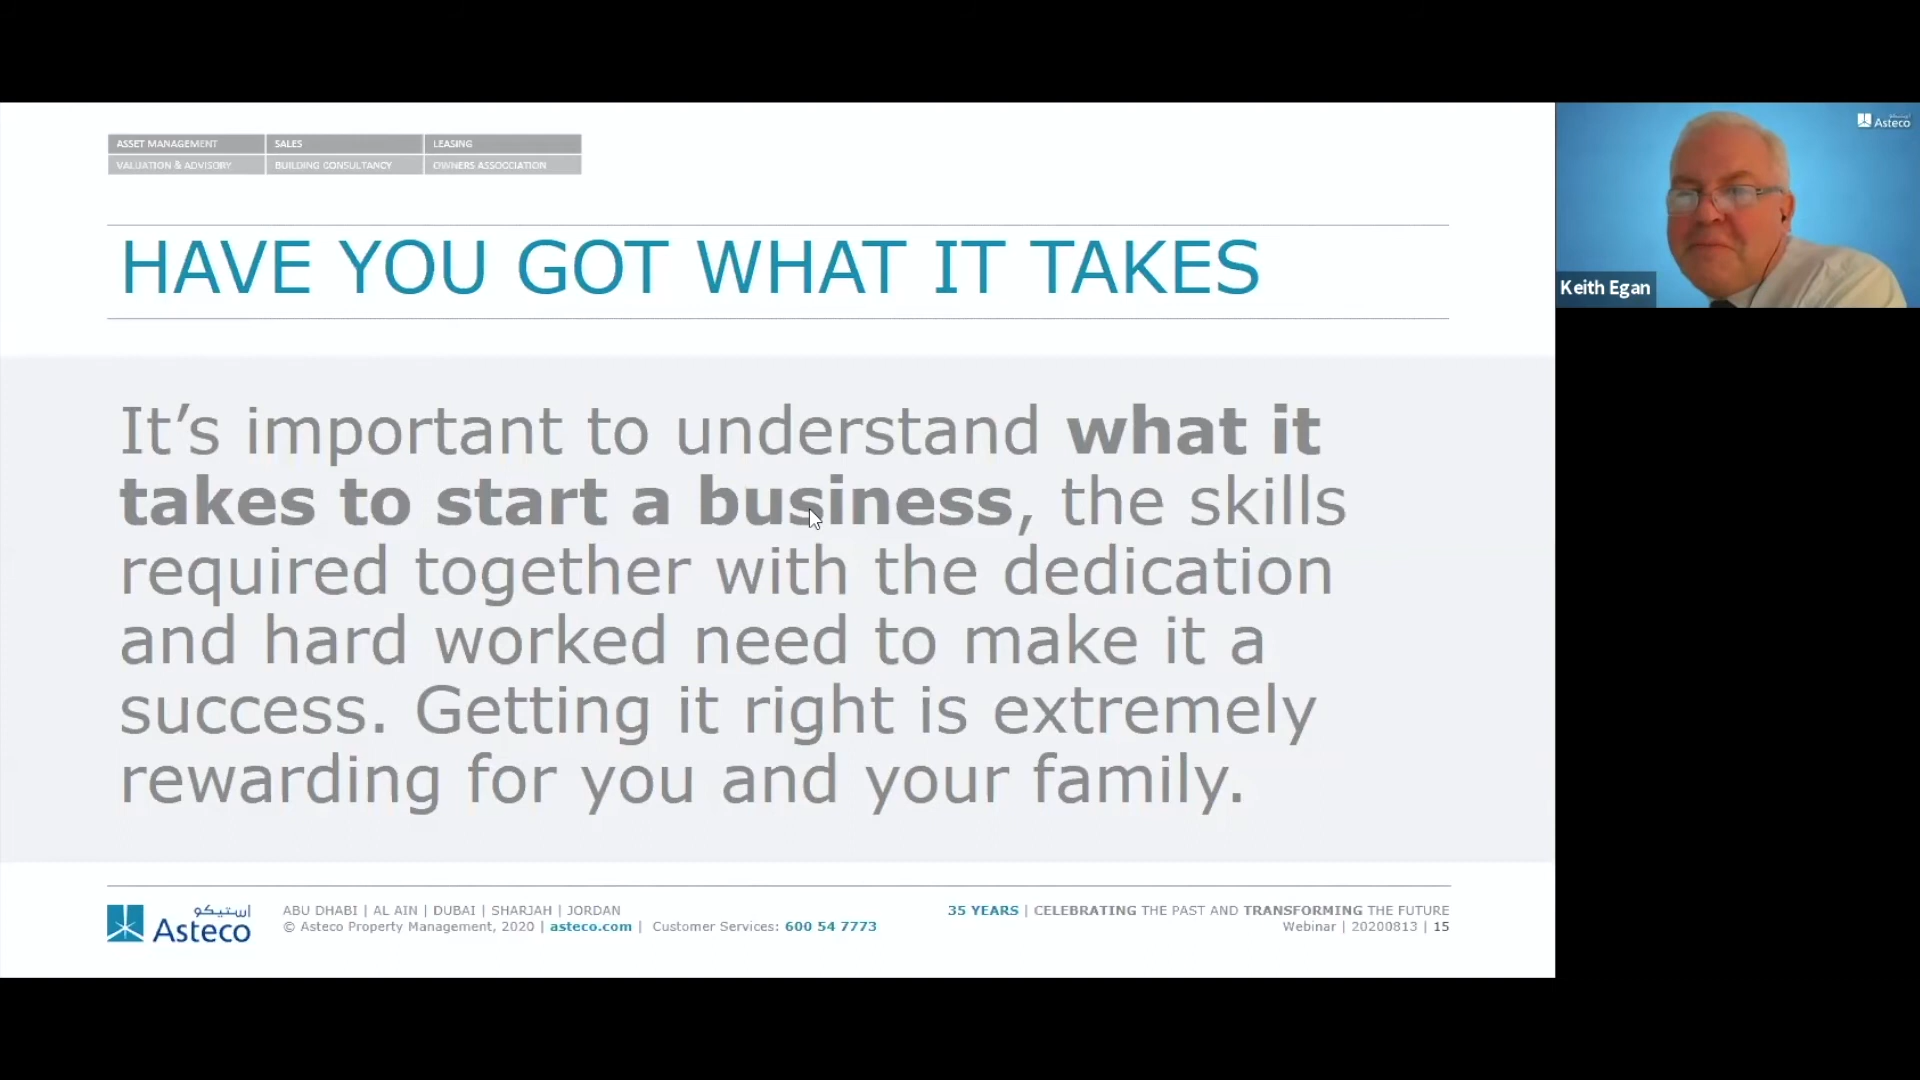 ASSET MANAGEMENT SALES LEASING
VALUATION & ADVISORY BUILDING CONSULTANCY OWNERS ASSOCCIATION
HAVE YOU GOT WHAT IT TAKES
It’s important to understand what it
takes to start a business, the skills
required together with the dedication
and hard worked need to make it a
success. Getting it right is extremely
rewarding for you and your family.
استيكو
Asteco
ABU DHABI | AL AIN | DUBAI | SHARJAH | JORDAN
© Asteco Property Management, 2020 | asteco.com | Customer Services: 600 54 7773
35 YEARS | CELEBRATING THE PAST AND TRANSFORMING THE FUTURE
Webinar | 20200813 | 15
Asteco
Keith Egan